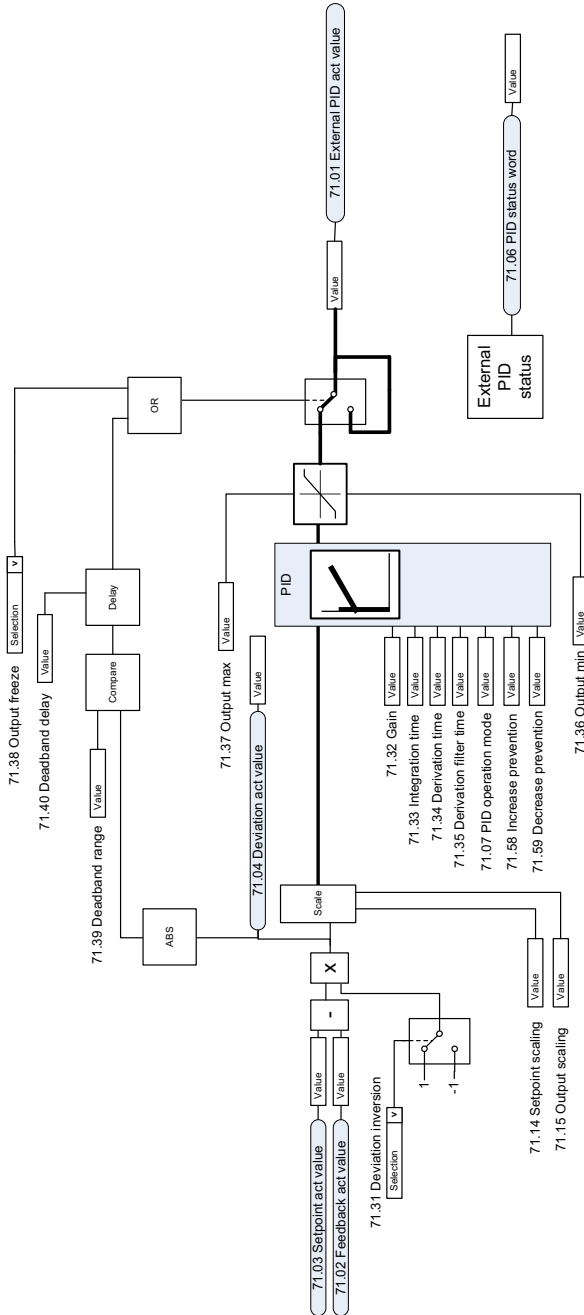 71.38 Output freeze
Selection
v
71.40 Deadband delay
Value
71.39 Deadband range
Value
Compare
Delay
OR
ABS
71.04 Deviation act value
Value
71.37 Output max
Value
71.03 Setpoint act value
Value
71.02 Feedback act value
Value
-
X
Scale
PID
Value
71.01 External PID act value
71.31 Deviation inversion
Selection
v
1
-1
71.14 Setpoint scaling
Value
71.15 Output scaling
Value
71.32 Gain
Value
71.33 Integration time
Value
71.34 Derivation time
Value
71.35 Derivation filter time
Value
71.07 PID operation mode
Value
71.58 Increase prevention
Value
71.59 Decrease prevention
Value
71.36 Output min
Value
External
PID
status
71.06 PID status word
Value